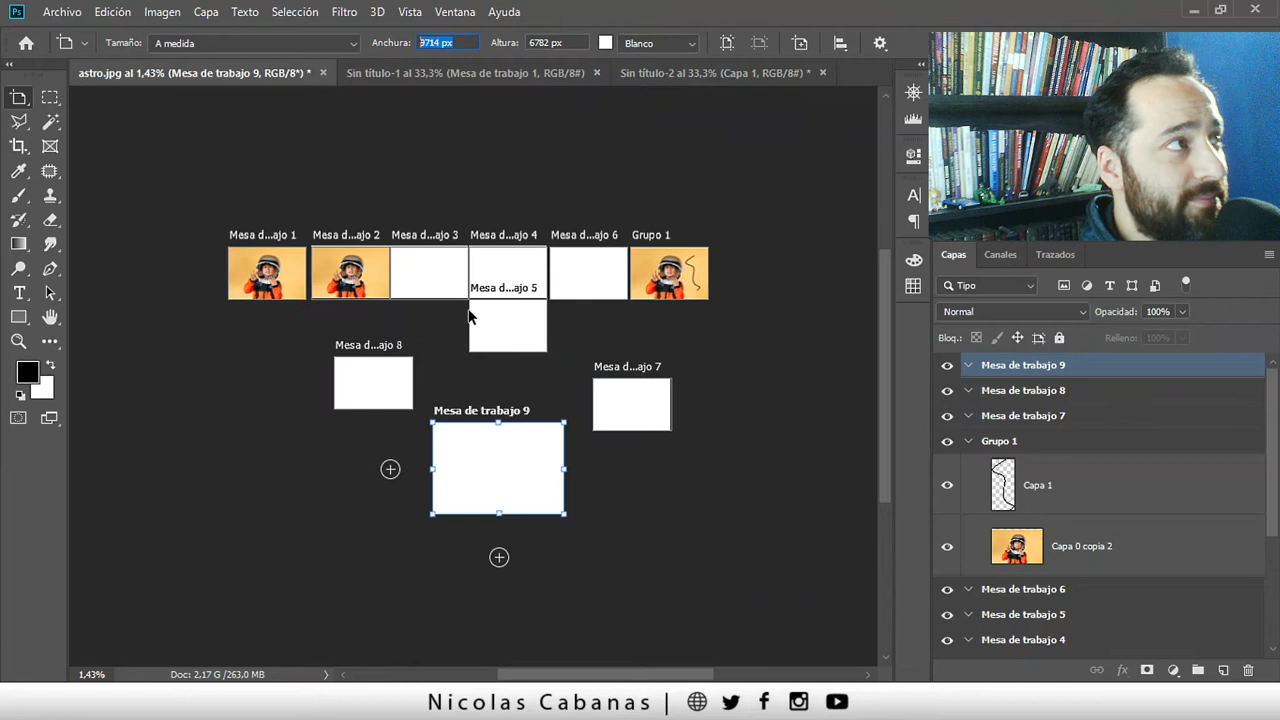 Ps Archivo Edición Imagen Capa Texto Selección Filtro 3D Vista Ventana Ayuda
Tamaño: A medida Anchura: 9714 px Altura: 6782 px Blanco
astro.jpg al 1,43% (Mesa de trabajo 9, RGB/8*) * Sin título-1 al 33,3% (Mesa de trabajo 1, RGB/8#) Sin título-2 al 33,3% (Capa 1, RGB/8#) *
Mesa d...ajo 1 Mesa d...ajo 2 Mesa d...ajo 3 Mesa d...ajo 4 Mesa d...ajo 6 Grupo 1
Mesa d...ajo 5
Mesa d...ajo 8
Mesa d...ajo 7
Mesa de trabajo 9
Capas Canales Trazados
Tipo
Normal Opacidad: 100%
Bloq.: Relleno: 100%
Mesa de trabajo 9
Mesa de trabajo 8
Mesa de trabajo 7
Grupo 1
Capa 1
Capa 0 copia 2
Mesa de trabajo 6
Mesa de trabajo 5
Mesa de trabajo 4
1,43% Doc: 2,17 G/263,0 MB
Nicolas Cabanas |